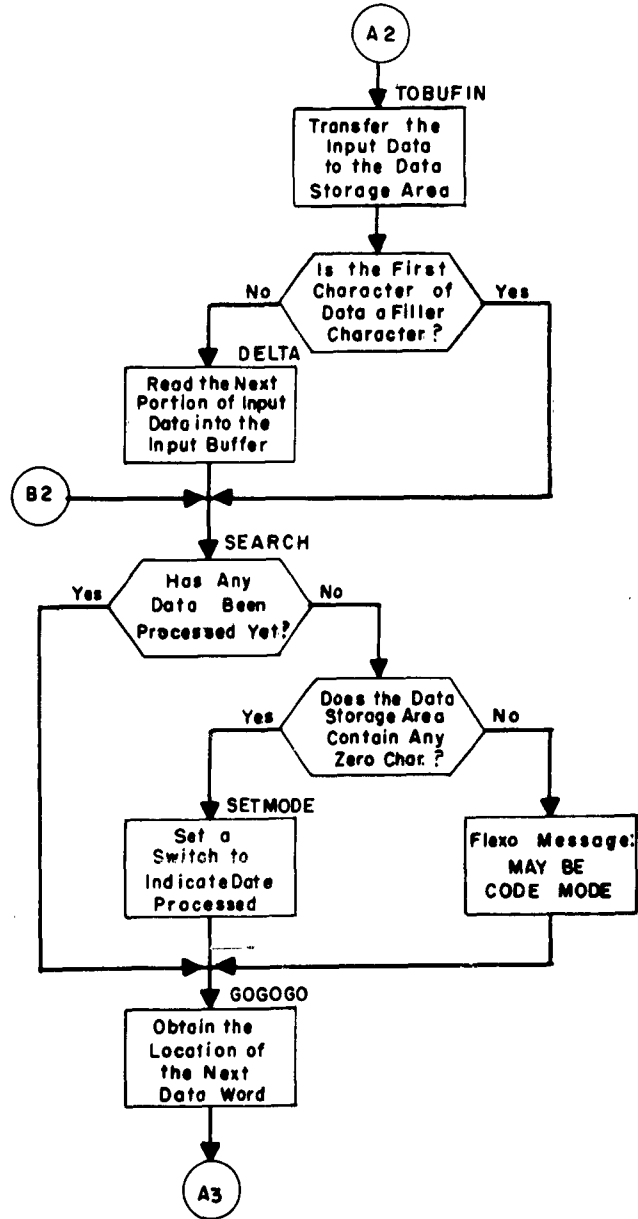 A2
TOBUFIN
Transfer the
Input Data
to the Data
Storage Area
Is the First
Character of
Data a Filler
Character?
No
Yes
DELTA
Read the Next
Portion of Input
Data into the
Input Buffer
B2
SEARCH
Has Any
Data Been
Processed Yet?
Yes
No
Does the Data
Storage Area
Contain Any
Zero Char.?
Yes
No
SETMODE
Set a
Switch to
Indicate Date
Processed
Flexo Message:
MAY BE
CODE MODE
GOGOGO
Obtain the
Location of
the Next
Data Word
A3